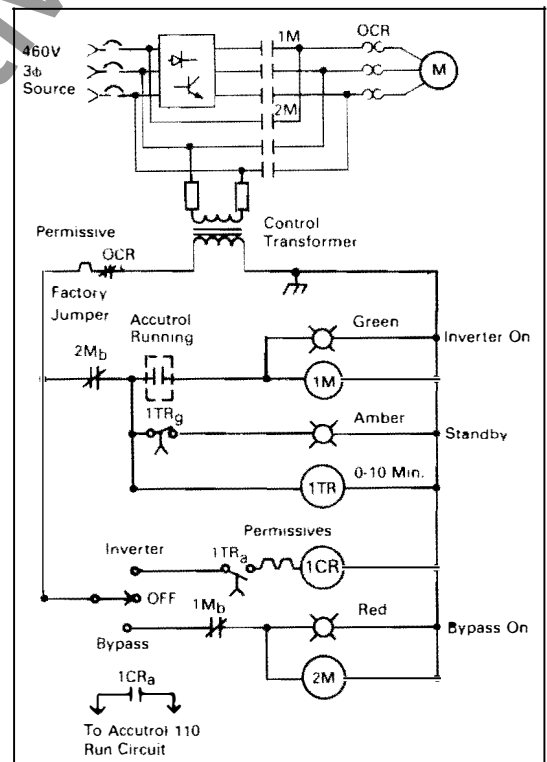 460V
3Φ
Source
1M
OCR
M
2M
Control
Transformer
Permissive
OCR
Factory
Jumper
Accutrol
Running
Green
Inverter On
2Mb
1M
1TRg
Amber
Standby
1TR
0-10 Min.
Permissives
Inverter
1TRa
1CR
OFF
Red
1Mb
Bypass On
Bypass
2M
1CRa
To Accutrol 110
Run Circuit